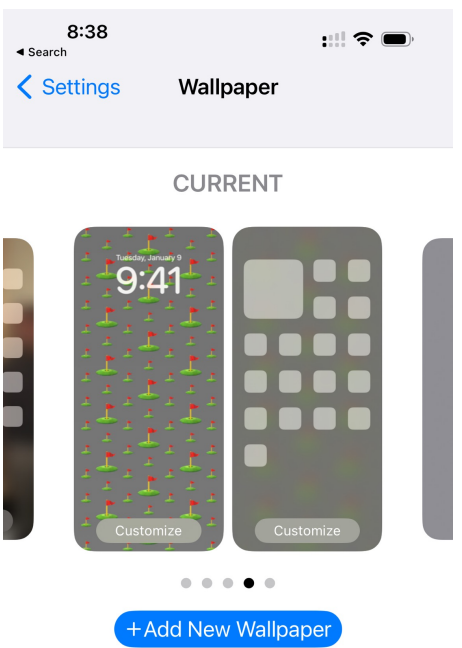 8:38
◀ Search
Settings
Wallpaper
CURRENT
Tuesday, January 9
9:41
Customize
Customize
+Add New Wallpaper